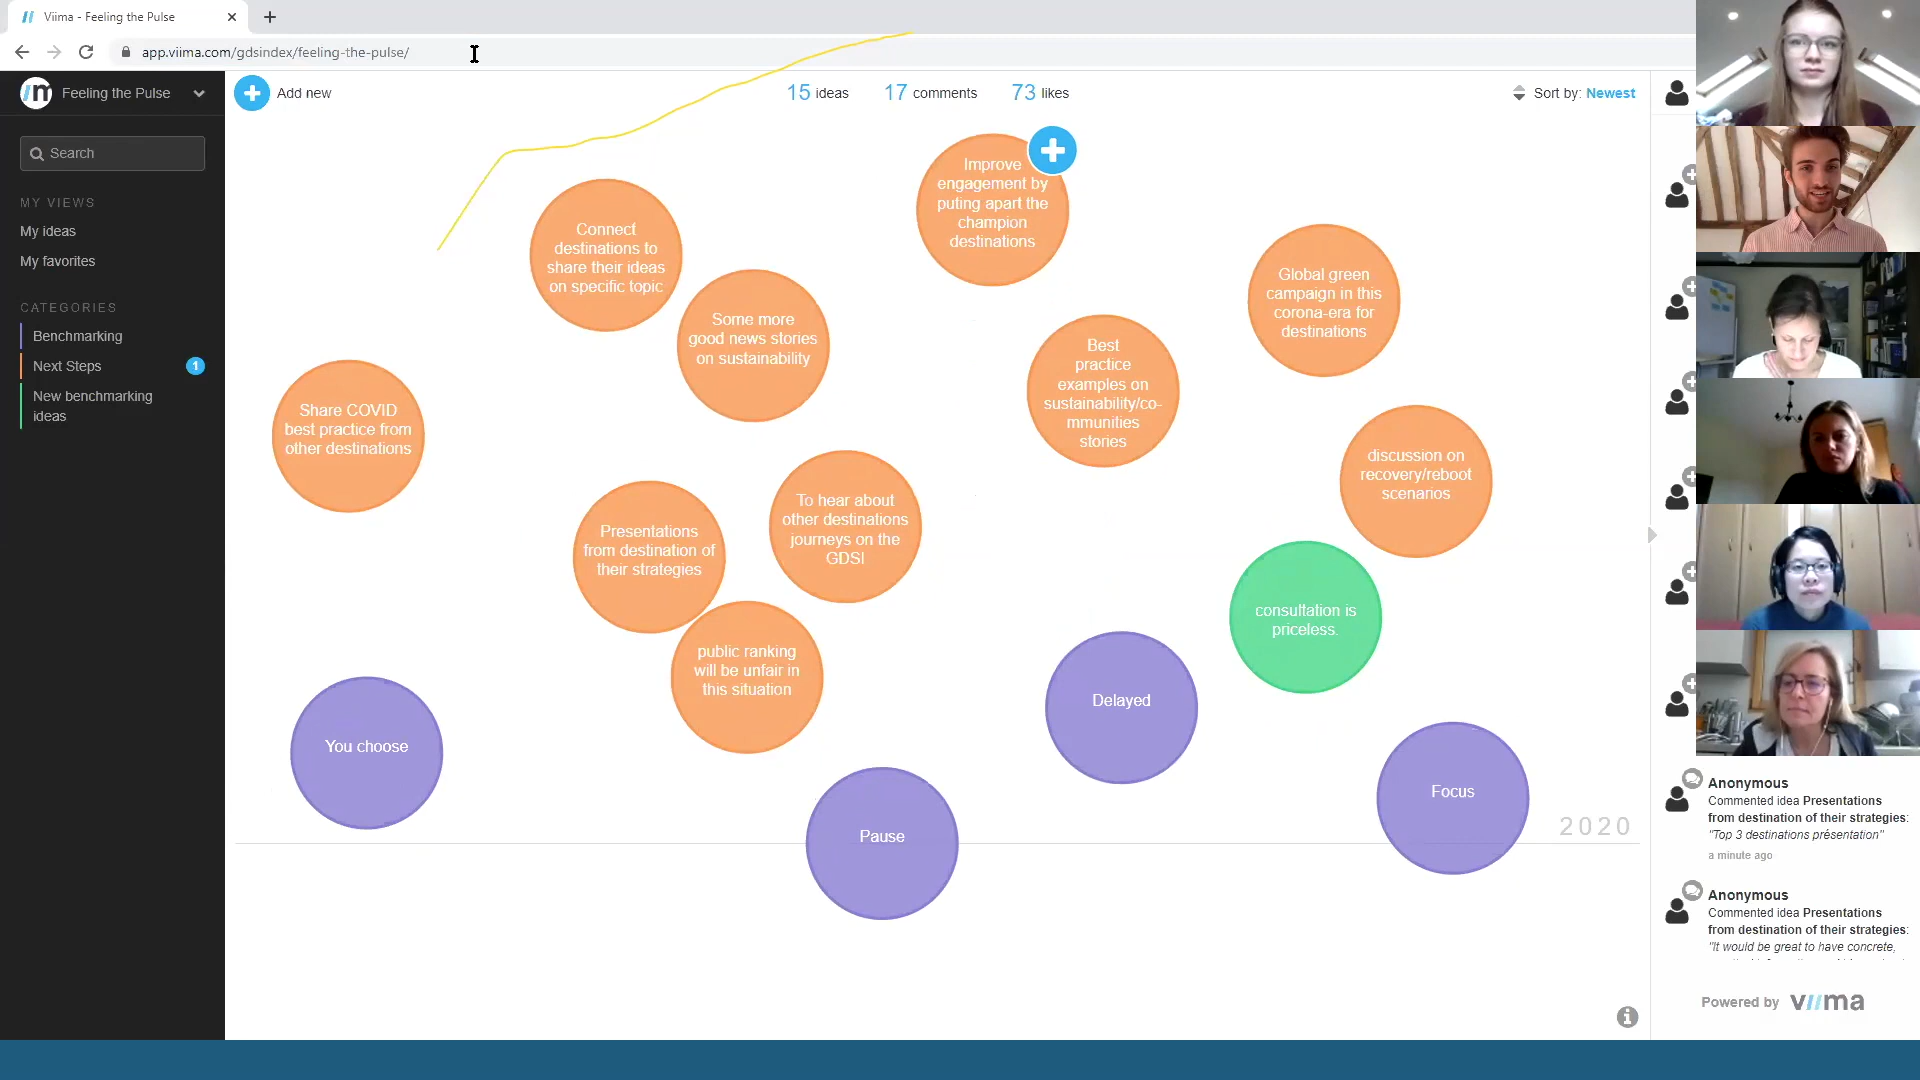 Viima - Feeling the Pulse
app.viima.com/gdsindex/feeling-the-pulse/
Feeling the Pulse
Add new
15 ideas
17 comments
73 likes
Sort by: Newest
Search
MY VIEWS
My ideas
My favorites
CATEGORIES
Benchmarking
Next Steps
1
New benchmarking
ideas
Improve
engagement by
puting apart the
champion
destinations
Connect
destinations to
share their ideas
on specific topic
Global green
campaign in this
corona-era for
destinations
Some more
good news stories
on sustainability
Best
practice
examples on
sustainability/co-
mmunities
stories
Share COVID
best practice from
other destinations
discussion on
recovery/reboot
scenarios
To hear about
other destinations
journeys on the
GDSI
Presentations
from destination of
their strategies
consultation is
priceless.
public ranking
will be unfair in
this situation
Delayed
You choose
Focus
Pause
2020
Anonymous
Commented idea Presentations
from destination of their strategies:
"Top 3 destinations présentation"
a minute ago
Anonymous
Commented idea Presentations
from destination of their strategies:
"It would be great to have concrete,
Powered by viima